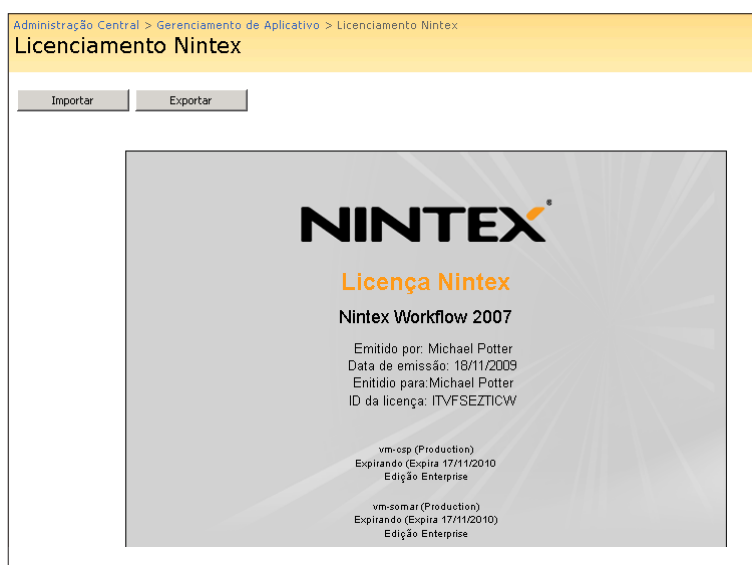 Administração Central > Gerenciamento de Aplicativo > Licenciamento Nintex
Licenciamento Nintex
Importar Exportar
NINTEX®
Licença Nintex
Nintex Workflow 2007
Emitido por: Michael Potter
Data de emissão: 18/11/2009
Enitidio para:Michael Potter
ID da licença: ITVFSEZTICW
vm-csp (Production)
Expirando (Expira 17/11/2010
Edição Enterprise
vm-somar (Production)
Expirando (Expira 17/11/2010)
Edição Enterprise